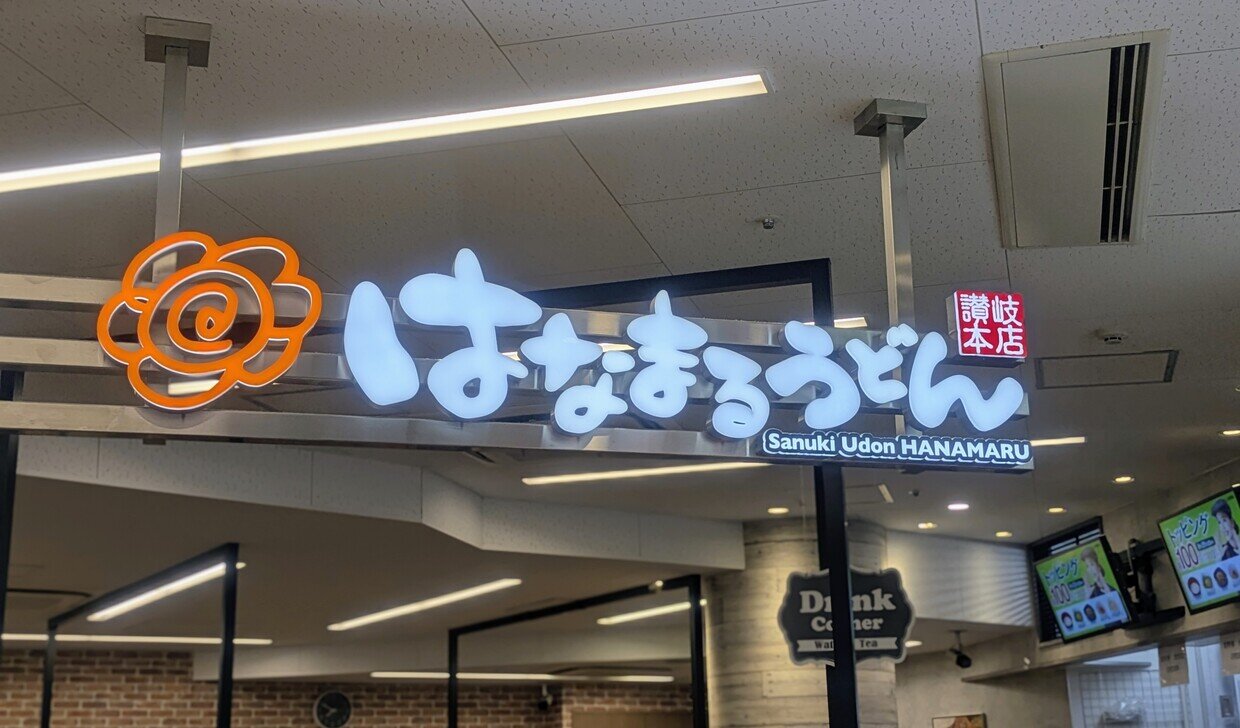 はなまるうどん
讃岐
本店
Sanuki Udon HANAMARU
Drink
Corner
Tea
トッピング
100
トッピング
100